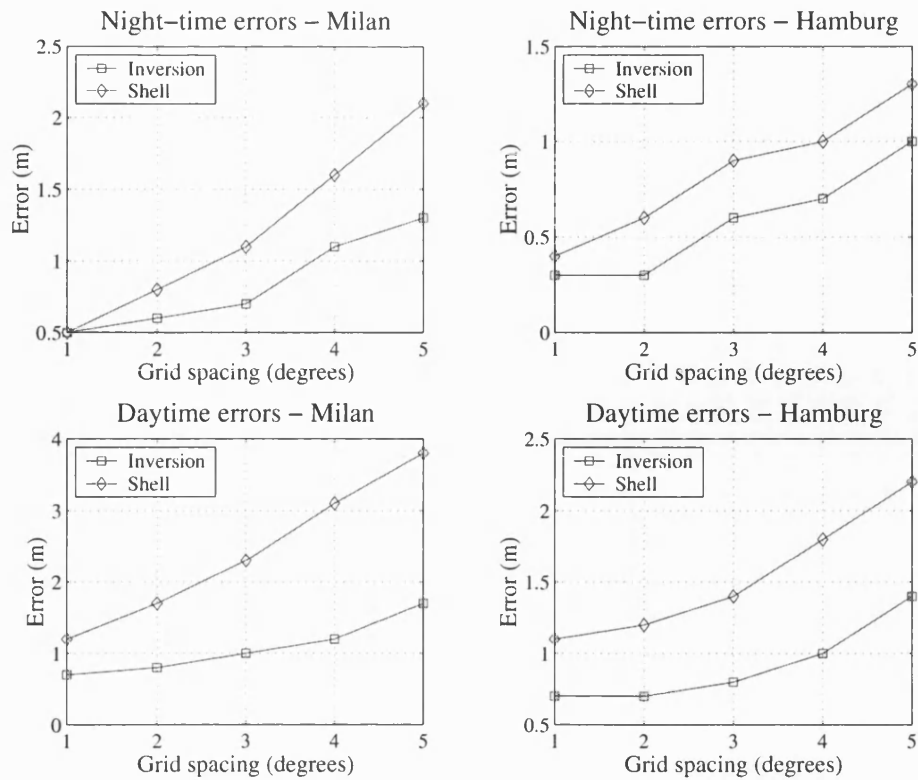 Night-time errors – Milan
2.5
2
1.5
1
0.5
Error (m)
Inversion
Shell
1 2 3 4 5
Grid spacing (degrees)
Night-time errors – Hamburg
1.5
1
0.5
0
Error (m)
Inversion
Shell
1 2 3 4 5
Grid spacing (degrees)
Daytime errors – Milan
4
3
2
1
0
Error (m)
Inversion
Shell
1 2 3 4 5
Grid spacing (degrees)
Daytime errors – Hamburg
2.5
2
1.5
1
0.5
Error (m)
Inversion
Shell
1 2 3 4 5
Grid spacing (degrees)